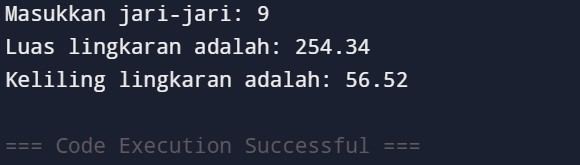 Masukkan jari-jari: 9
Luas lingkaran adalah: 254.34
Keliling lingkaran adalah: 56.52
=== Code Execution Successful ===